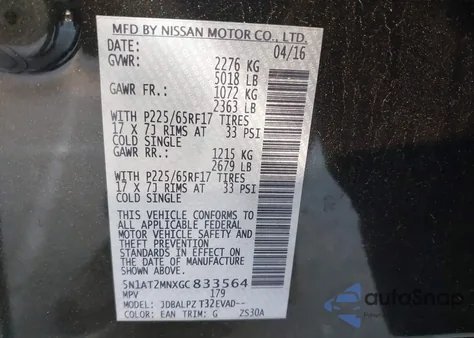 MFD BY NISSAN MOTOR CO., LTD.
DATE: 04/16
GVWR: 2276 KG
5018 LB
GAWR FR: 1072 KG
2363 LB
WITH P225/65RF17 TIRES
17 X 7J RIMS AT 33 PSI
COLD SINGLE
GAWR RR.: 1215 KG
2679 LB
WITH P225/65RF17 TIRES
17 X 7J RIMS AT 33 PSI
COLD SINGLE
THIS VEHICLE CONFORMS TO
ALL APPLICABLE FEDERAL
MOTOR VEHICLE SAFETY AND
THEFT PREVENTION
STANDARDS IN EFFECT ON
THE DATE OF MANUFACTURE
SHOWN ABOVE
5N1AT2MNXGC833564
MPV 179
MODEL: JDBALPZ T32EVAD--
COLOR: EAN TRIM: G ZS30A
autoSnap